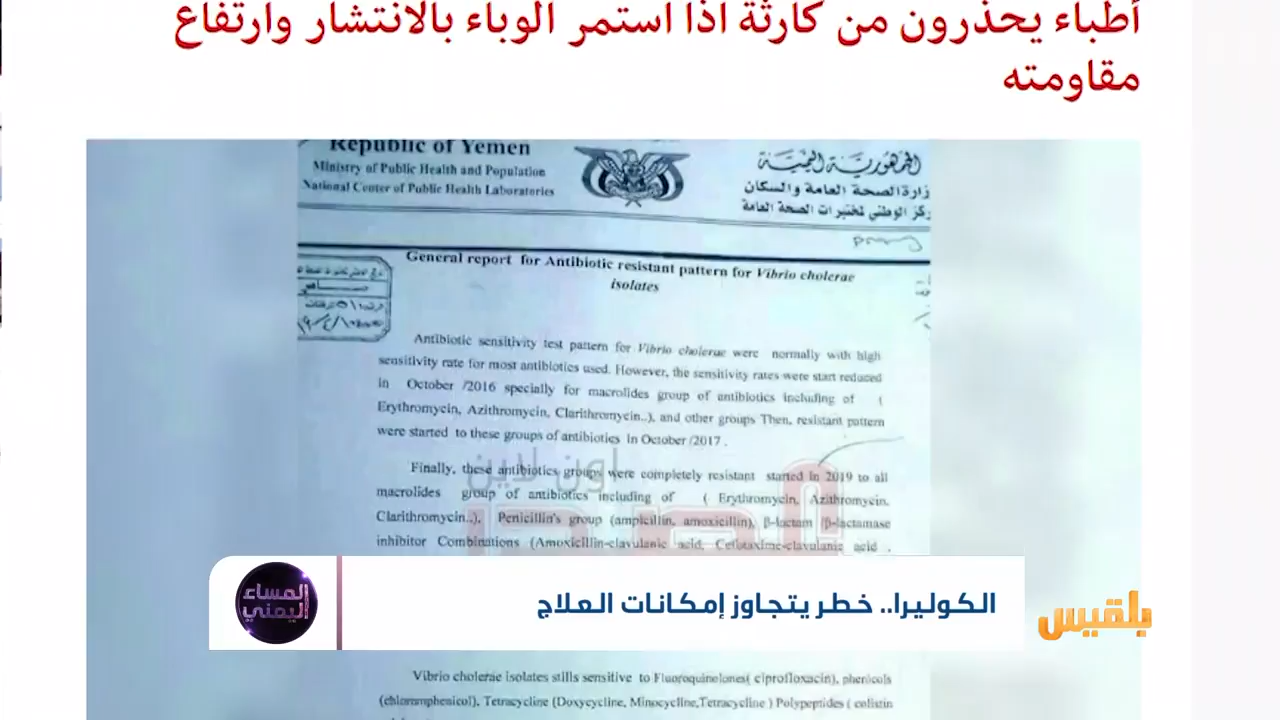 أطباء يحذرون من كارثة اذا استمر الوباء بالانتشار وارتفاع
مقاومته
Republic of Yemen
Ministry of Public Health and Population
National Center of Public Health Laboratories
الجمهورية اليمنية
وزارة الصحة العامة والسكان
المركز الوطني لمختبرات الصحة العامة
General report for Antibiotic resistant pattern for Vibrio cholerae
isolates
Antibiotic sensitivity test pattern for Vibrio cholerae were normally with high
sensitivity rate for most antibiotics used. However, the sensitivity rates were start reduced
in October /2016 specially for macrolides group of antibiotics including of (
Erythromycin, Azithromycin, Clarithromycin..), and other groups Then, resistant pattern
were started to these groups of antibiotics in October /2017 .
Finally, these antibiotics groups were completely resistant started in 2019 to all
macrolides group of antibiotics including of ( Erythromycin, Azithromycin,
Clarithromycin..), Penicillin's group (ampicillin, amoxicillin), β-lactam /β-lactamase
inhibitor Combinations (Amoxicillin-clavulanic acid, Cefotaxime-clavulanic acid ,
اون لاين
المساء
اليمني
الكوليرا.. خطر يتجاوز إمكانات العلاج
بلقيس
Vibrio cholerae isolates stills sensitive to Fluoroquinelones( ciprofloxacin), phenicols
(chloramphenicol), Tetracycline (Doxycycline, Minocycline,Tetracycline ) Polypeptides ( colistin